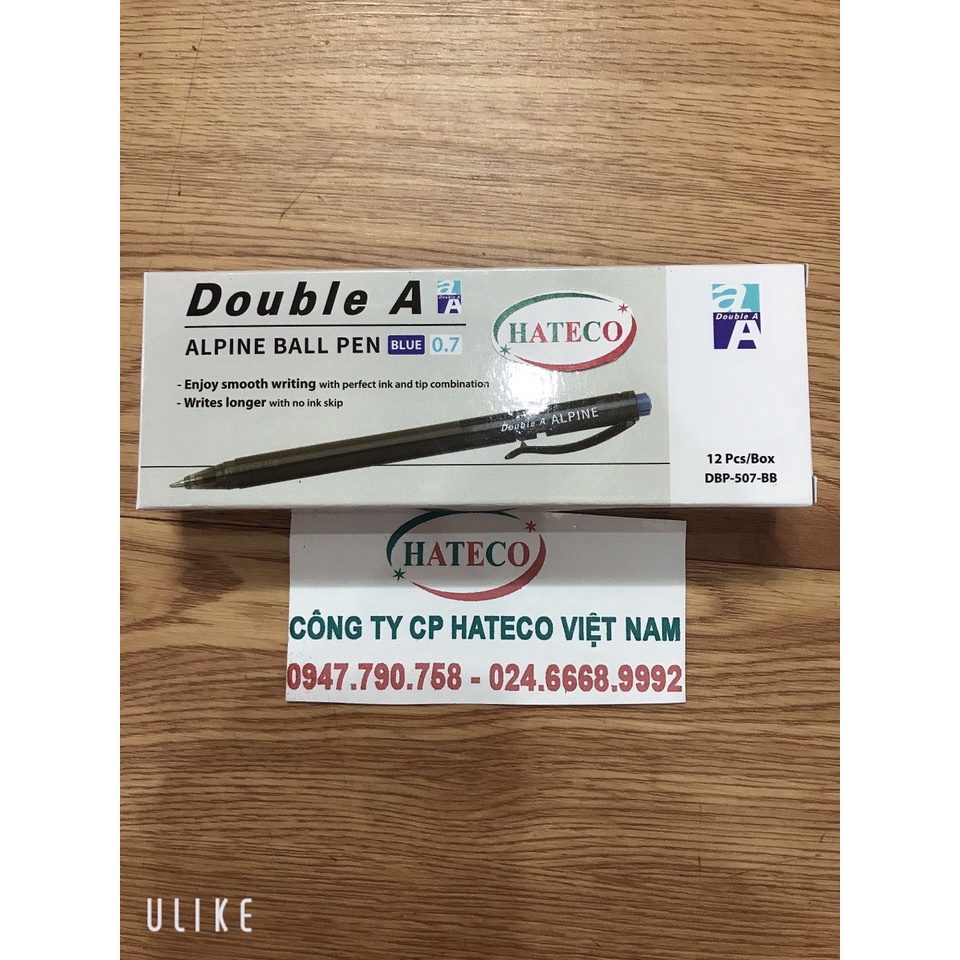 Double A
aA
ALPINE BALL PEN BLUE 0.7
- Enjoy smooth writing with perfect ink and tip combination
- Writes longer with no ink skip
HATECO
Double A ALPINE
a
Double A
A
12 Pcs/Box
DBP-507-BB
HATECO
CÔNG TY CP HATECO VIỆT NAM
0947.790.758 - 024.6668.9992
ULIKE